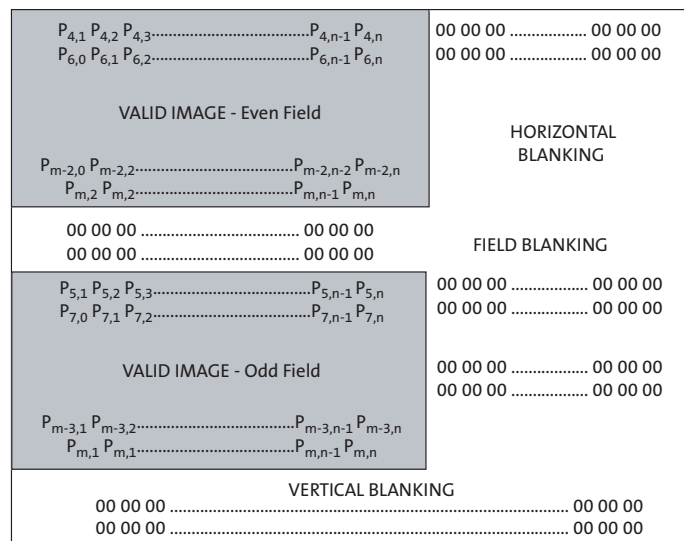 P4,1 P4,2 P4,3.......................................P4,n-1 P4,n 00 00 00 .................. 00 00 00
P6,0 P6,1 P6,2.......................................P6,n-1 P6,n 00 00 00 .................. 00 00 00
VALID IMAGE - Even Field
HORIZONTAL
BLANKING
Pm-2,0 Pm-2,2.......................................Pm-2,n-2 Pm-2,n
Pm,2 Pm,2.......................................Pm,n-1 Pm,n
00 00 00 ....................................... 00 00 00
00 00 00 ....................................... 00 00 00
FIELD BLANKING
P5,1 P5,2 P5,3.......................................P5,n-1 P5,n 00 00 00 .................. 00 00 00
P7,0 P7,1 P7,2.......................................P7,n-1 P7,n 00 00 00 .................. 00 00 00
VALID IMAGE - Odd Field
00 00 00 .................. 00 00 00
00 00 00 .................. 00 00 00
Pm-3,1 Pm-3,2.......................................Pm-3,n-1 Pm-3,n
Pm,1 Pm,1.......................................Pm,n-1 Pm,n
VERTICAL BLANKING
00 00 00 .................................................................................................. 00 00 00
00 00 00 .................................................................................................. 00 00 00